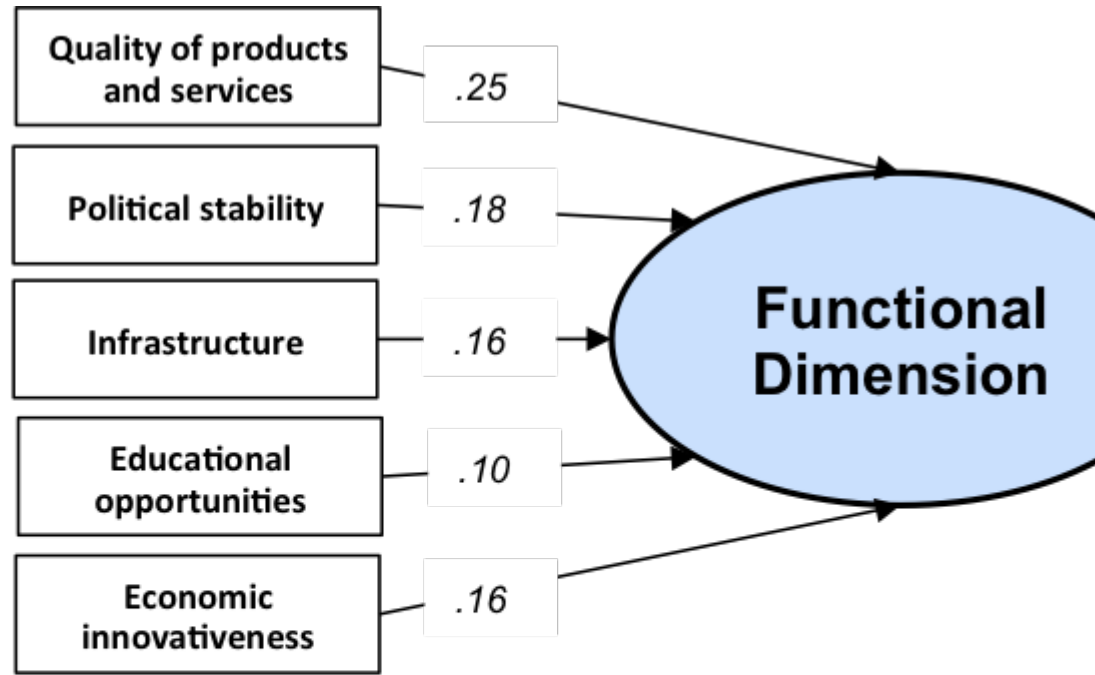 Quality of products
and services
.25
Political stability
.18
Infrastructure
.16
Educational
opportunities
.10
Economic
innovativeness
.16
Functional
Dimension